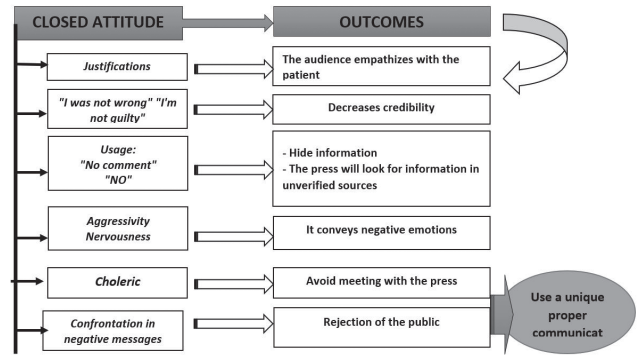 CLOSED ATTITUDE
OUTCOMES
Justifications
The audience empathizes with the
patient
"I was not wrong" "I'm
not guilty"
Decreases credibility
Usage:
"No comment"
"NO"
- Hide information
- The press will look for information in
unverified sources
Aggressivity
Nervousness
It conveys negative emotions
Choleric
Avoid meeting with the press
Confrontation in
negative messages
Rejection of the public
Use a unique
proper
communicat